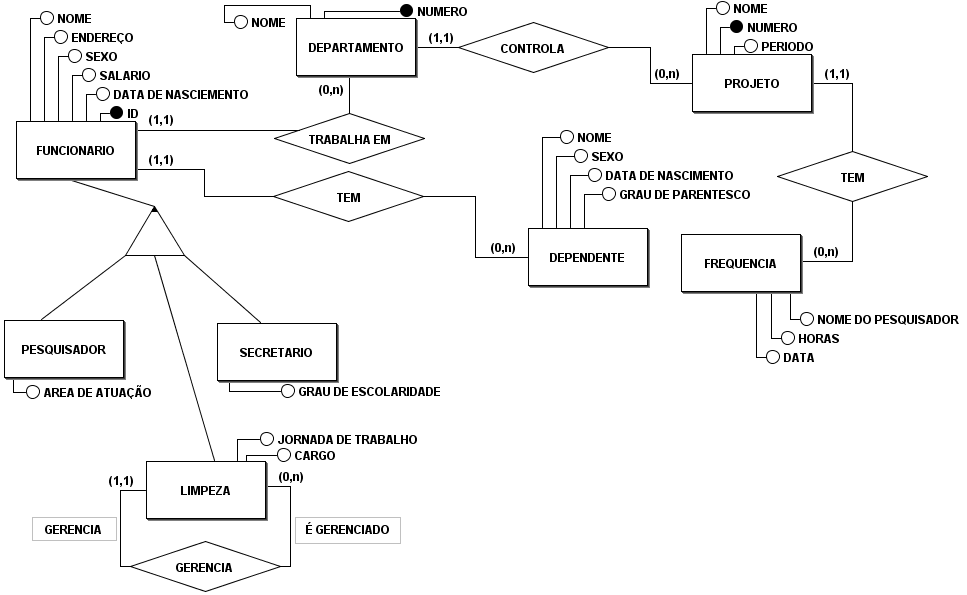 NOME
ENDEREÇO
SEXO
SALARIO
DATA DE NASCIEMENTO
ID
FUNCIONARIO
NOME
NUMERO
DEPARTAMENTO
(1,1)
CONTROLA
(0,n)
NOME
NUMERO
PERIODO
PROJETO
(1,1)
(0,n)
(1,1)
TRABALHA EM
(1,1)
TEM
(0,n)
NOME
SEXO
DATA DE NASCIMENTO
GRAU DE PARENTESCO
DEPENDENTE
TEM
(0,n)
FREQUENCIA
NOME DO PESQUISADOR
HORAS
DATA
PESQUISADOR
AREA DE ATUAÇÃO
SECRETARIO
GRAU DE ESCOLARIDADE
JORNADA DE TRABALHO
CARGO
(1,1)
LIMPEZA
(0,n)
GERENCIA
É GERENCIADO
GERENCIA